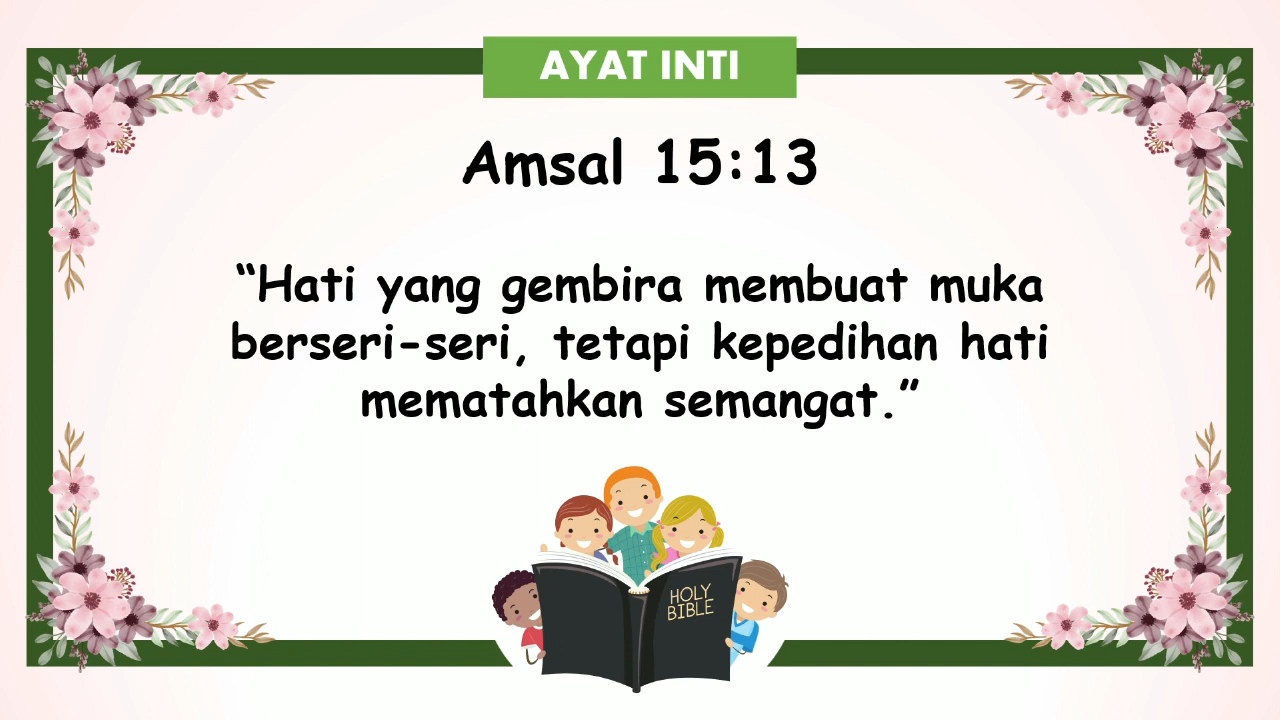 AYAT INTI
Amsal 15:13
“Hati yang gembira membuat muka
berseri-seri, tetapi kepedihan hati
mematahkan semangat.”
HOLY
BIBLE